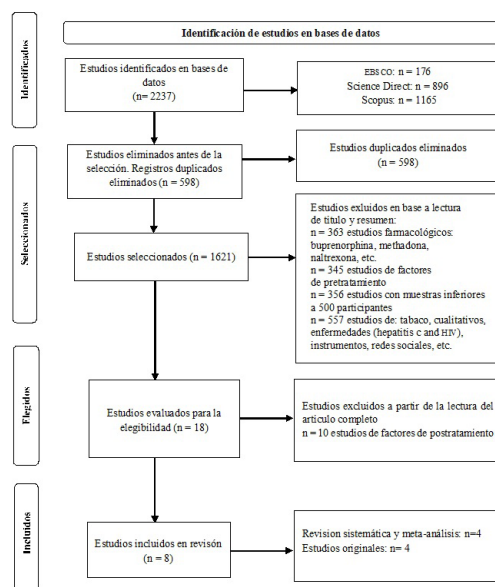 Identificación de estudios en bases de datos
Identificados
Estudios identificados en bases de
datos
(n= 2237)
EBSCO: n = 176
Science Direct: n = 896
Scopus: n = 1165
Seleccionados
Estudios eliminados antes de la
selección. Registros duplicados
eliminados (n = 598)
Estudios duplicados eliminados
(n = 598)
Estudios seleccionados (n = 1621)
Estudios exluidos en base a lectura
de titulo y resumen:
n = 363 estudios farmacológicos:
buprenorphina, methadona,
naltrexona, etc.
n = 345 estudios de factores
de pretratamiento
n = 356 estudios con muestras inferiores
a 500 participantes
n = 557 estudios de: tabaco, cualitativos,
enfermedades (hepatitis c and HIV),
instrumentos, redes sociales, etc.
Elegidos
Estudios evaluados para la
elegibilidad (n = 18)
Estudios excluidos a partir de la lectura del
artículo completo
n = 10 estudios de factores de postratamiento
Incluidos
Estudios incluidos en revisón
(n = 8)
Revision sistemática y meta-análisis: n=4
Estudios originales: n= 4